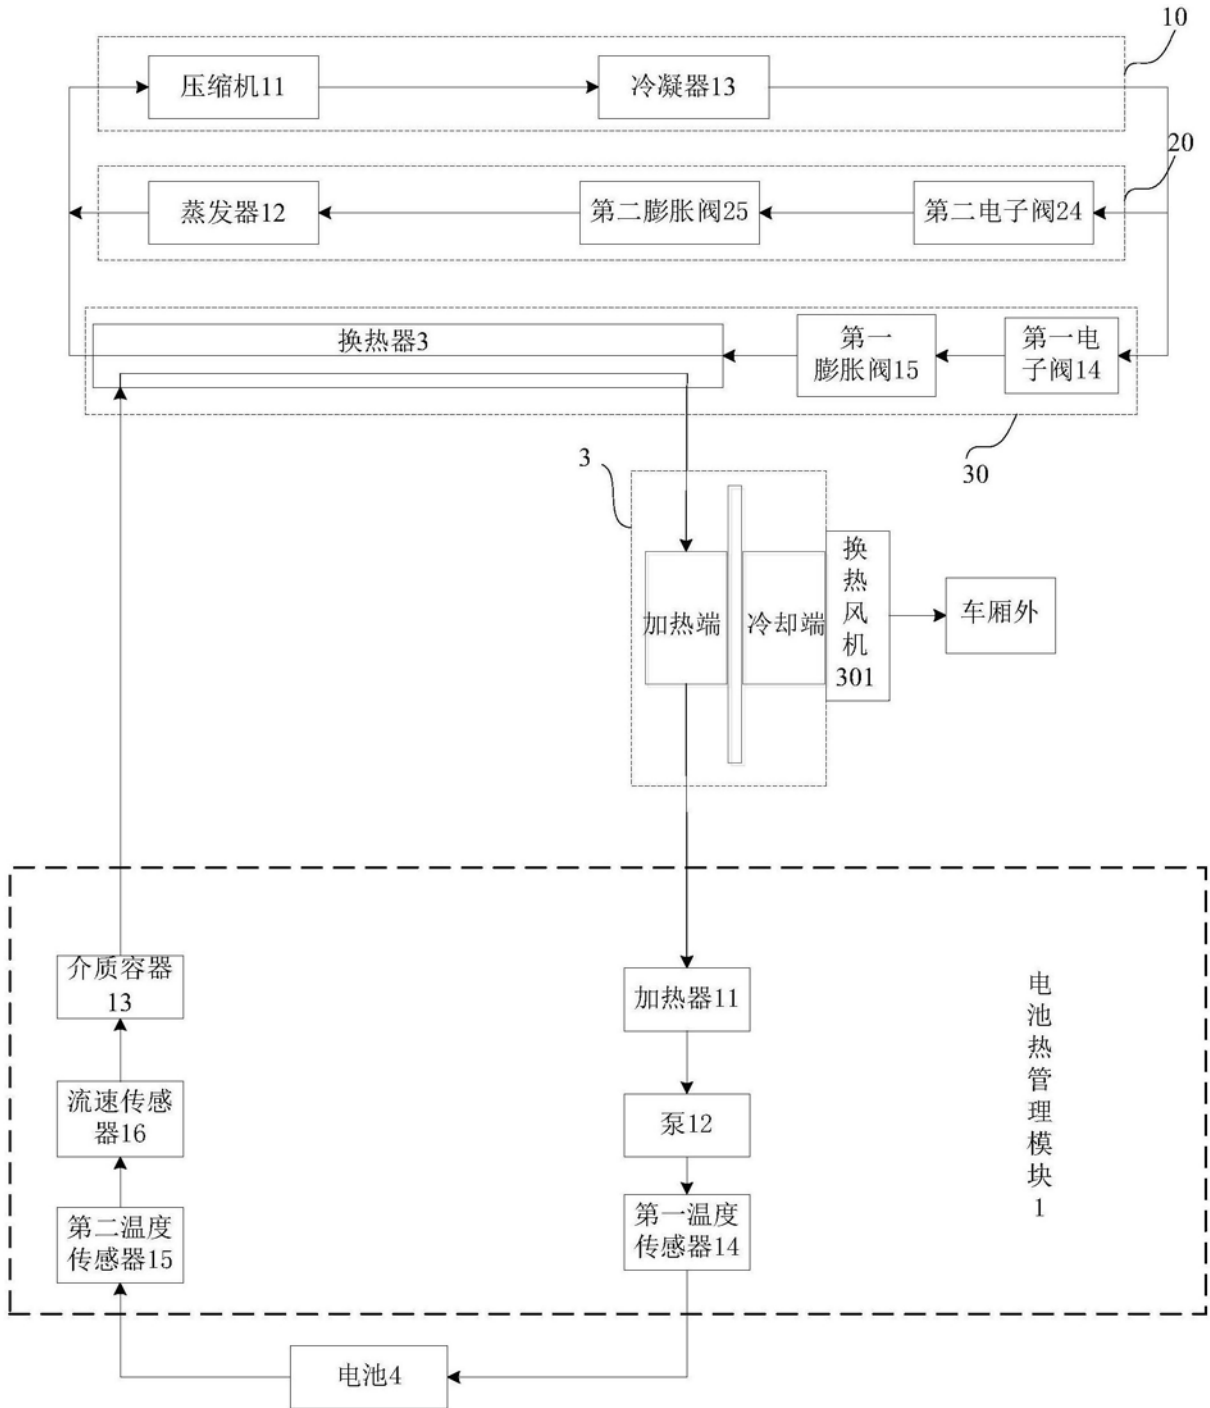 10
压缩机11
冷凝器13
20
蒸发器12
第二膨胀阀25
第二电子阀24
换热器3
第一
膨胀阀15
第一电
子阀14
30
3
加热端
冷却端
换
热
风
机
301
车厢外
介质容器
13
加热器11
流速传感
器16
泵12
第二温度
传感器15
第一温度
传感器14
电
池
热
管
理
模
块
1
电池4